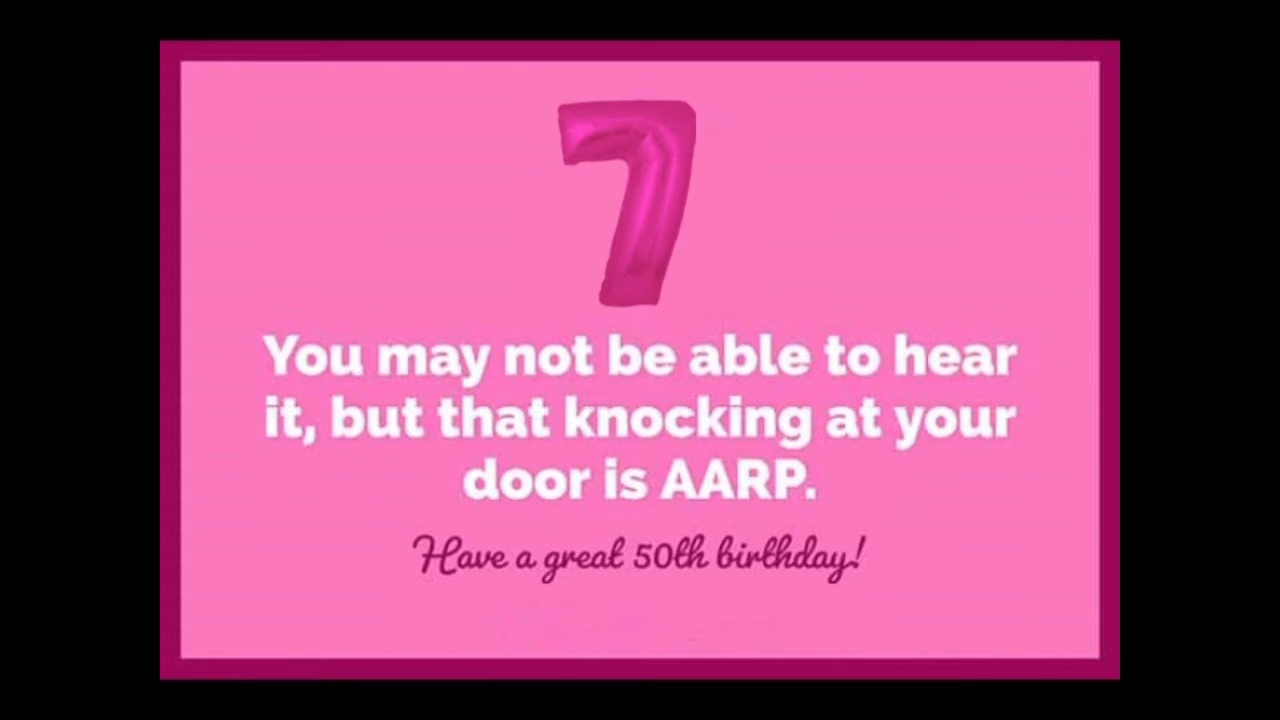 7
You may not be able to hear
it, but that knocking at your
door is AARP.
Have a great 50th birthday!